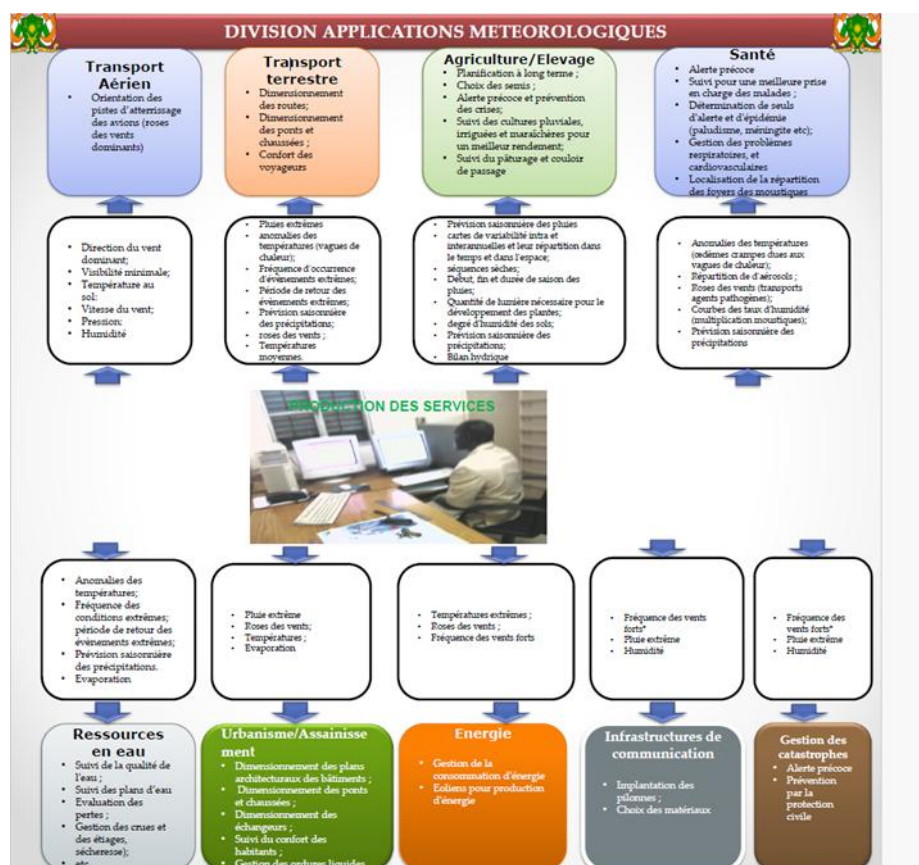 DIVISION APPLICATIONS METEOROLOGIQUES
Transport
Aérien
• Orientation des
pistes d'atterrissage
des avions (roses
des vents
dominants)
Transport
terrestre
• Dimensionnement
des routes;
• Dimensionnement
des ponts et
chaussées ;
• Confort des
voyageurs
Agriculture/Elevage
• Planification à long terme ;
• Choix des semis ;
• Alerte précoce et prévention
des crises;
• Suivi des cultures pluviales,
irriguées et maraîchères pour
un meilleur rendement;
• Suivi du pâturage et couloir
de passage
Santé
• Alerte précoce
• Suivi pour une meilleure prise
en charge des malades ;
• Détermination de seuls
d'alerte et d'épidémie
(paludisme, méningite etc);
• Gestion des problèmes
respiratoires, et
cardiovasculaires
• Localisation de la répartition
des foyers des moustiques
• Direction du vent
dominant;
• Visibilité minimale;
• Température au
sol:
• Vitesse du vent;
• Pression:
• Humidité
• Pluies extrêmes
• anomalies des
températures (vagues de
chaleur);
• Fréquence d'occurrence
d'évènements extrêmes;
• Période de retour des
évènements extrêmes;
• Prévision saisonnière
des précipitations;
• roses des vents ;
• Températures
moyennes.
• Prévision saisonnière des pluies
• cartes de variabilité intra et
interannuelles et leur répartition dans
le temps et dans l'espace;
• séquences sèches;
• Début, fin et durée de saison des
pluies;
• Quantité de lumière nécessaire pour le
développement des plantes;
• degré d'humidité des sols;
• Prévision saisonnière des
précipitations;
• Bilan hydrique
• Anomalies des températures
(œdèmes crampes dues aux
vagues de chaleur);
• Répartition de d'aérosols ;
• Roses des vents (transports
agents pathogènes);
• Courbes des taux d'humidité
(multiplication moustiques);
• Prévision saisonnière des
précipitations
PRODUCTION DES SERVICES
• Anomalies des
températures;
• Fréquence des
conditions extrêmes;
période de retour des
évènements extrêmes;
• Prévision saisonnière
des précipitations.
• Evaporation
• Pluie extrême
• Roses des vents;
• Températures ;
• Evaporation
• Températures extrêmes ;
• Roses des vents ;
• Fréquence des vents forts
• Fréquence des vents
forts"
• Pluie extrême
• Humidité
• Fréquence des
vents forts"
• Pluie extrême
• Humidité
Ressources
en eau
• Suivi de la qualité de
l'eau ;
• Suivi des plans d'eau
• Evaluation des
pertes ;
• Gestion des crues et
des étiages,
sécheresse);
• etc
Urbanisme/Assainisse
ment
• Dimensionnement des plans
architecturaux des bâtiments ;
• Dimensionnement des ponts
et chaussées ;
• Dimensionnement des
échangeurs ;
• Suivi du confort des
habitants ;
• Gestion des ordures liquides
Energie
• Gestion de la
consommation d'énergie
• Eoliens pour production
d'énergie
Infrastructures de
communication
• Implantation des
pilonnes ;
• Choix des matériaux
Gestion des
catastrophes
• Alerte précoce
• Prévention
par la
protection
civile